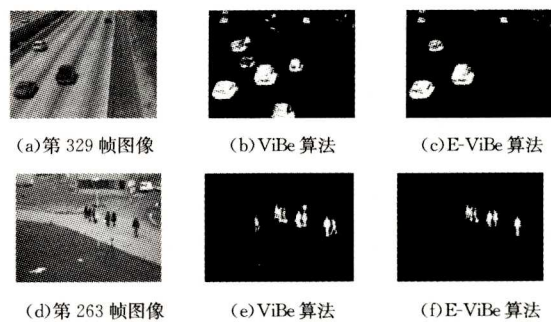 (a)第 329 帧图像
(b)ViBe 算法
(c)E-ViBe 算法
(d)第 263 帧图像
(e)ViBe 算法
(f)E-ViBe 算法